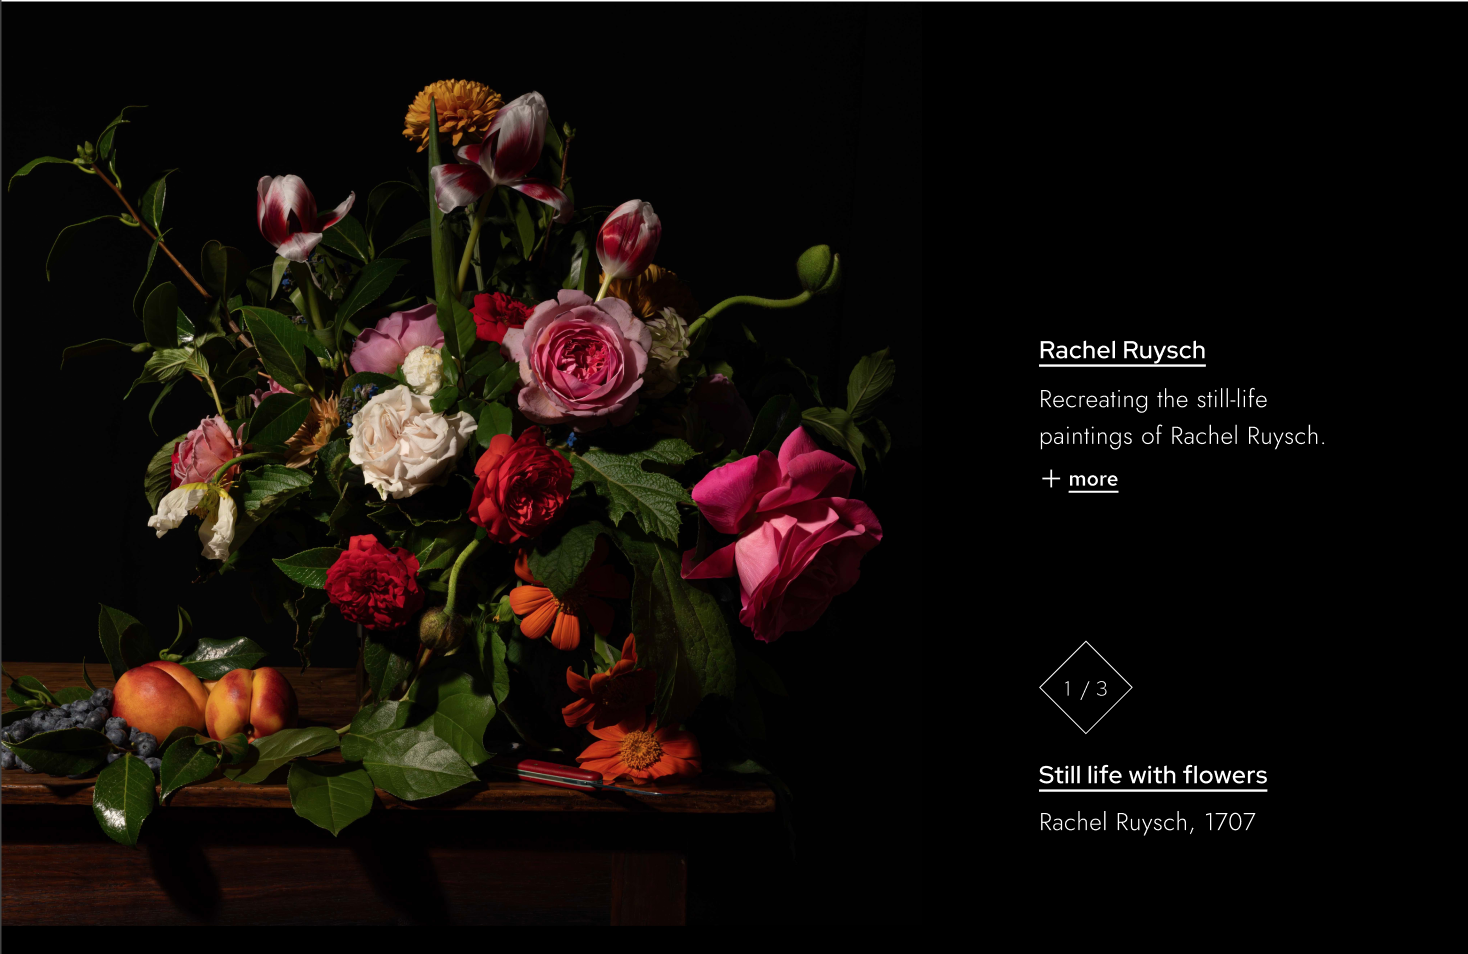 Rachel Ruysch
Recreating the still-life
paintings of Rachel Ruysch.
+ more
1 / 3
Still life with flowers
Rachel Ruysch, 1707